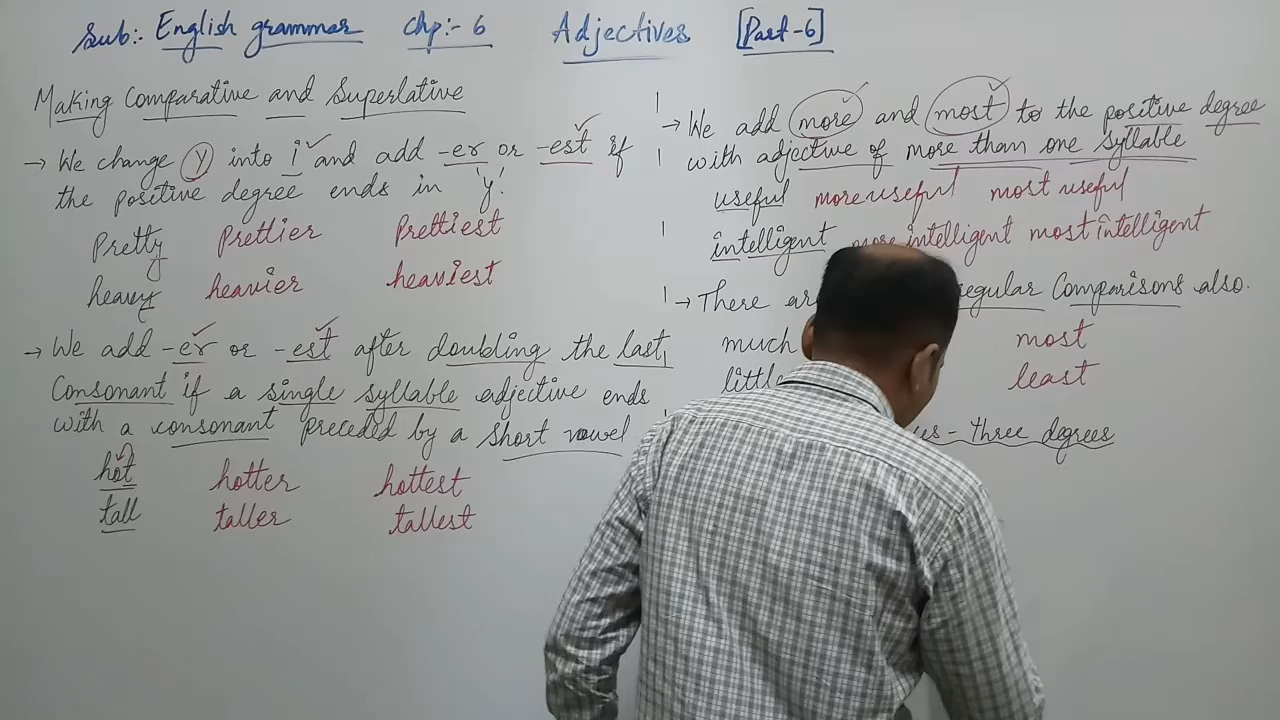 Sub:- English grammar Chp:- 6 Adjectives [Part-6]
Making Comparative and Superlative
→ We change y into i and add -er or -est if
the positive degree ends in 'y'.
Pretty Prettier Prettiest
heavy heavier heaviest
→ We add -er or -est after doubling the last
Consonant if a single syllable adjective ends
with a consonant preceded by a short vowel
hot hotter hottest
tall taller tallest
→ We add more and most to the positive degree
with adjective of more than one syllable
useful more useful most useful
intelligent more intelligent most intelligent
→ There Comparisons also.
much most
little least
- three degrees